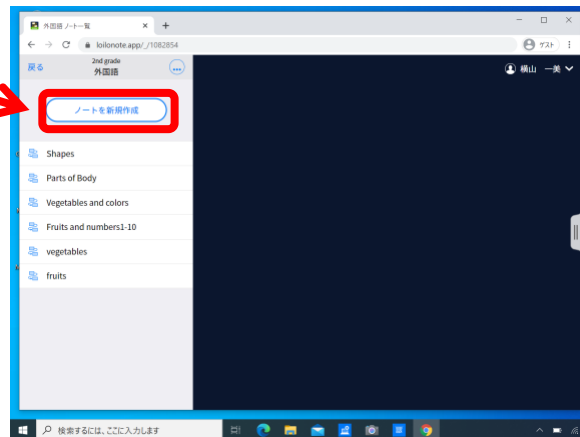 外国語 ノート一覧
loilonote.app/_/1082854
ゲスト
戻る
2nd grade
外国語
横山 一美
ノートを新規作成
Shapes
Parts of Body
Vegetables and colors
Fruits and numbers1-10
vegetables
fruits
検索するには、ここに入力します